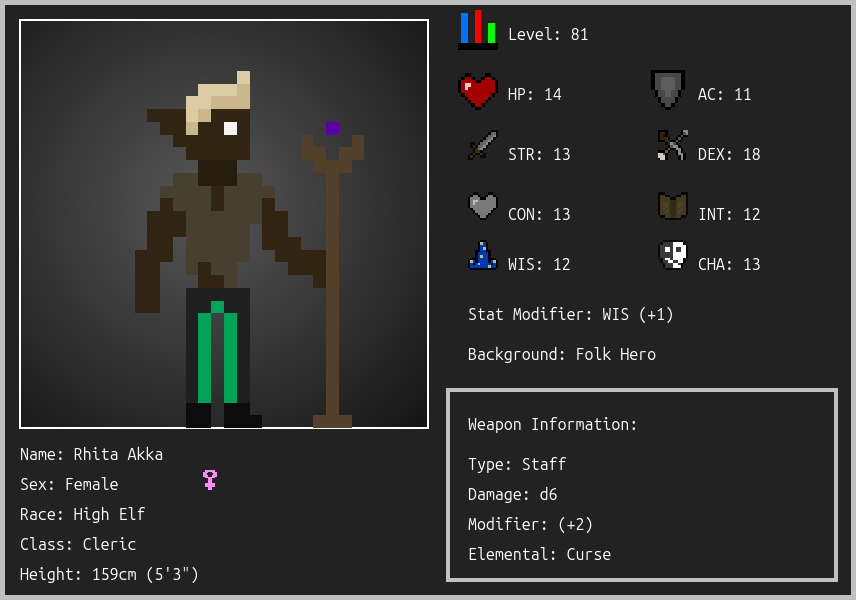 Level: 81
HP: 14
AC: 11
STR: 13
DEX: 18
CON: 13
INT: 12
WIS: 12
CHA: 13
Stat Modifier: WIS (+1)
Background: Folk Hero
Weapon Information:
Type: Staff
Damage: d6
Modifier: (+2)
Elemental: Curse
Name: Rhita Akka
Sex: Female
Race: High Elf
Class: Cleric
Height: 159cm (5'3")